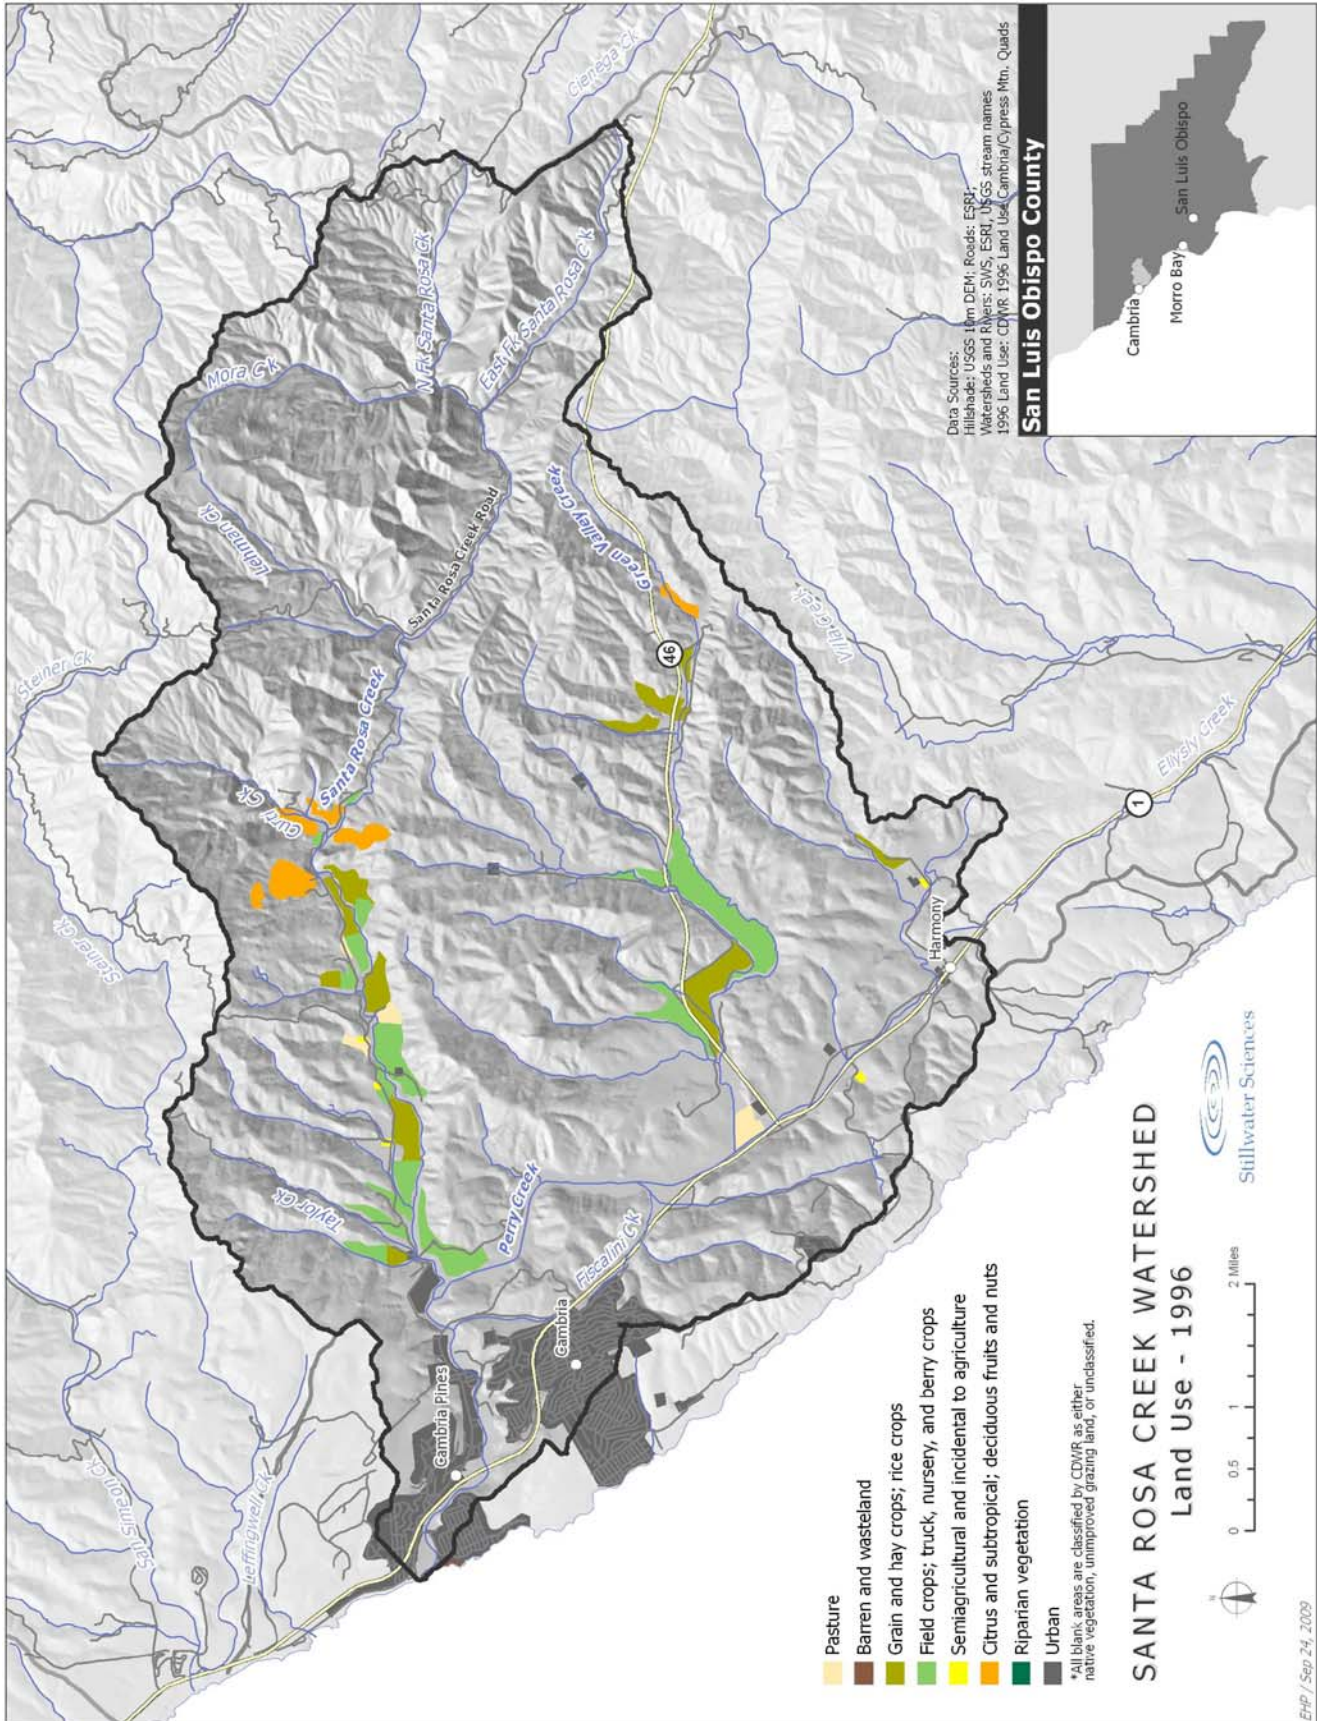 San Simeon Ck
Leffingwell Ck
Steiner Ck
Steiner Ck
Cienega Ck
Mora Ck
Lehman Ck
N Fk Santa Rosa Ck
East Fk Santa Rosa Ck
Santa Rosa Creek Road
Curti Ck
Santa Rosa Creek
Taylor Ck
Green Valley Creek
46
Perry Creek
Cambria Pines
Cambria
Fiscalini Ck
Villa Creek
Harmony
1
Ellysly Creek
Data Sources:
Hillshade: USGS 10m DEM; Roads: ESRI;
Watersheds and Rivers: SWS, ESRI, USGS stream names
1996 Land Use: CDWR 1996 Land Use Cambria/Cypress Mtn. Quads
San Luis Obispo County
Cambria
Morro Bay
San Luis Obispo
Pasture
Barren and wasteland
Grain and hay crops; rice crops
Field crops; truck, nursery, and berry crops
Semiagricultural and incidental to agriculture
Citrus and subtropical; deciduous fruits and nuts
Riparian vegetation
Urban
*All blank areas are classified by CDWR as either
native vegetation, unimproved grazing land, or unclassified.
SANTA ROSA CREEK WATERSHED
Land Use - 1996
N
0 0.5 1 2 Miles
Stillwater Sciences
EHP / Sep 24, 2009